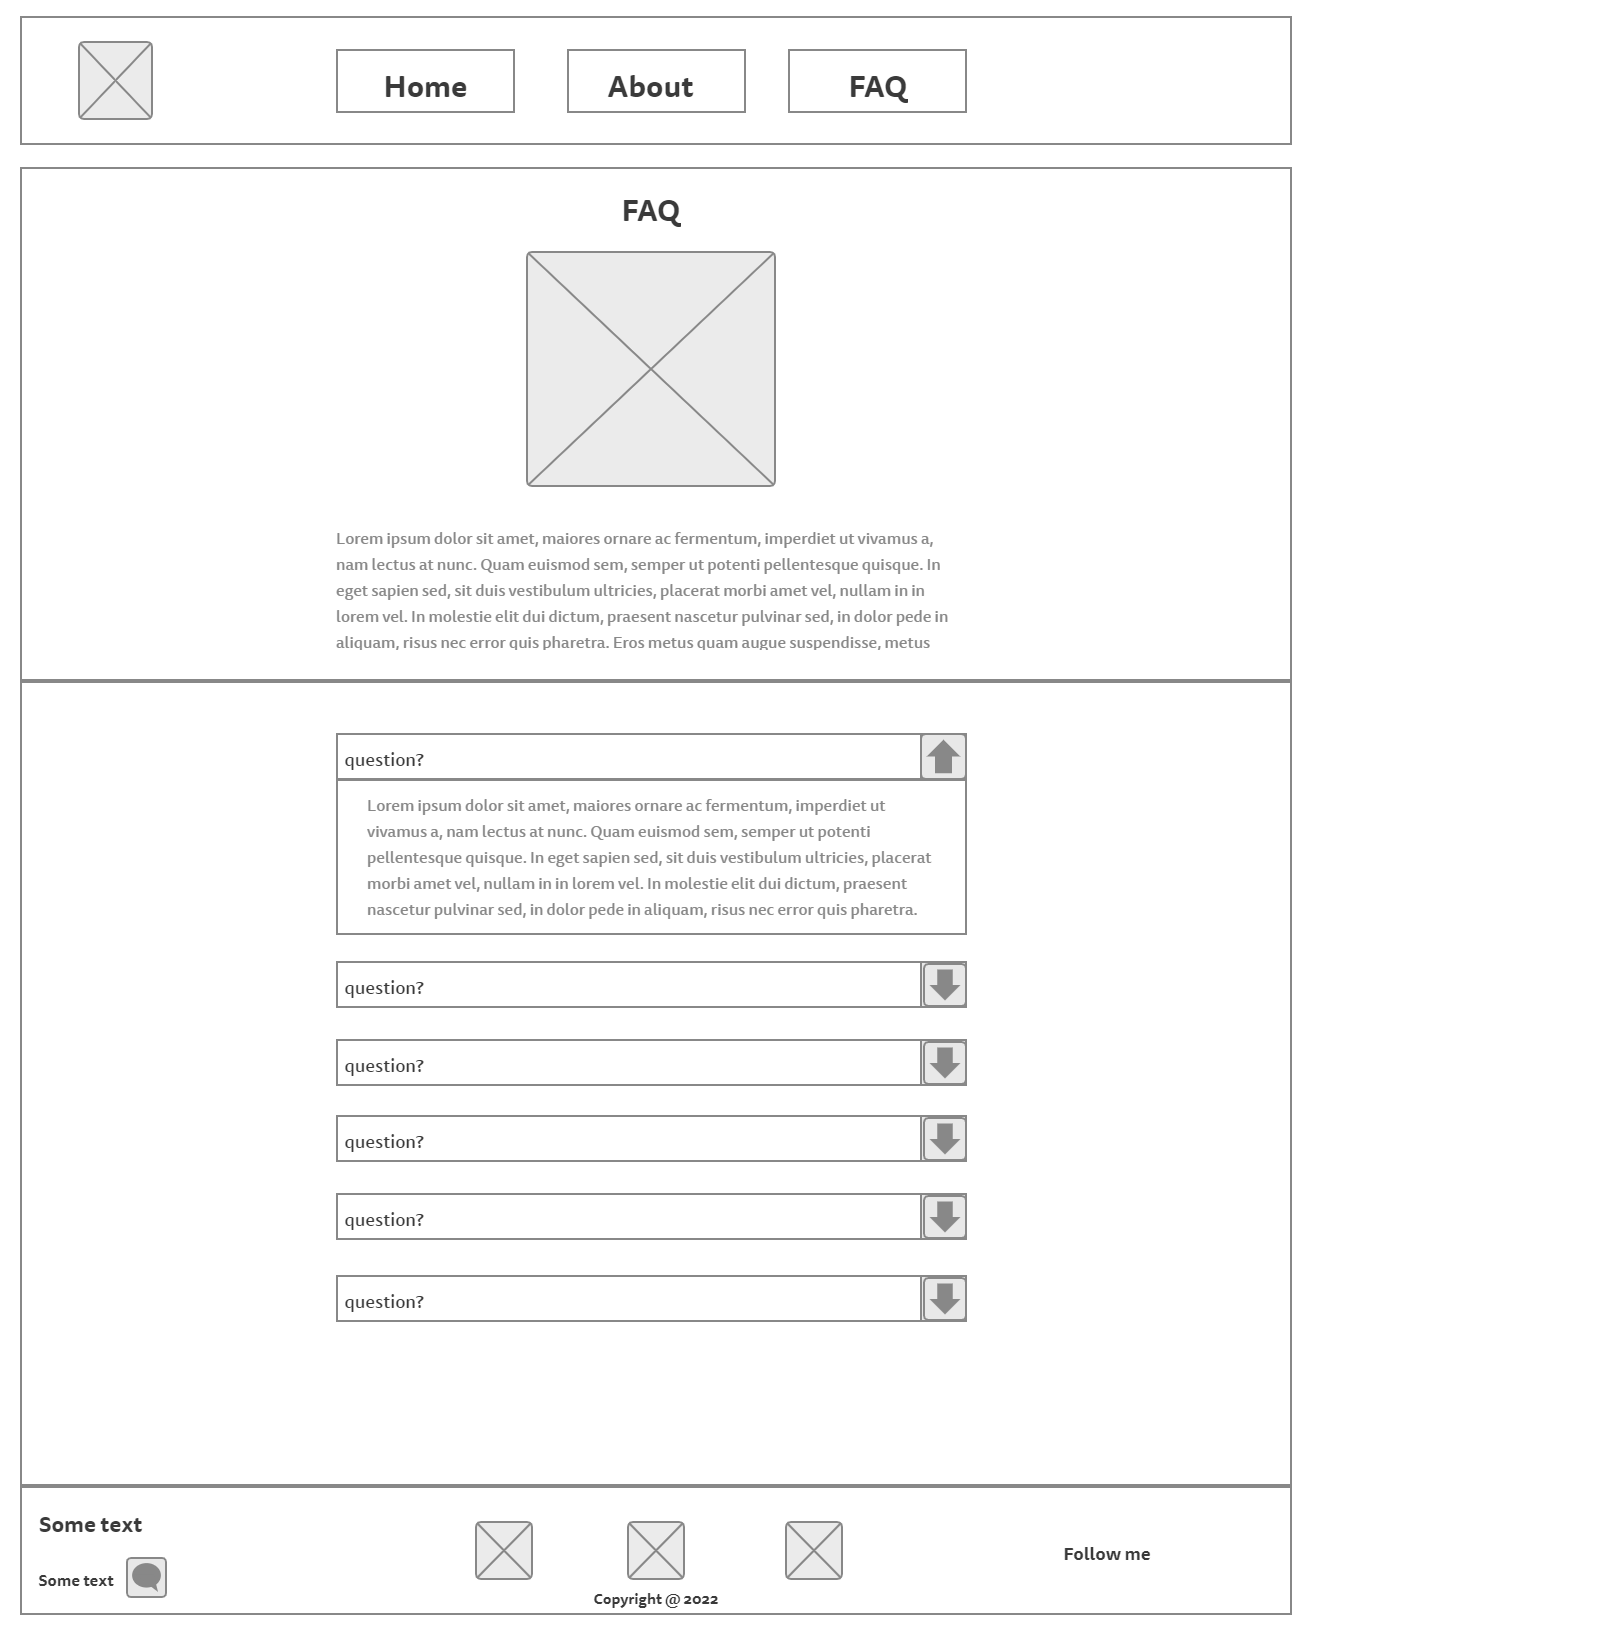 Home
About
FAQ
FAQ
Lorem ipsum dolor sit amet, maiores ornare ac fermentum, imperdiet ut vivamus a,
nam lectus at nunc. Quam euismod sem, semper ut potenti pellentesque quisque. In
eget sapien sed, sit duis vestibulum ultricies, placerat morbi amet vel, nullam in in
lorem vel. In molestie elit dui dictum, praesent nascetur pulvinar sed, in dolor pede in
aliquam, risus nec error quis pharetra. Eros metus quam augue suspendisse, metus
question?
Lorem ipsum dolor sit amet, maiores ornare ac fermentum, imperdiet ut
vivamus a, nam lectus at nunc. Quam euismod sem, semper ut potenti
pellentesque quisque. In eget sapien sed, sit duis vestibulum ultricies, placerat
morbi amet vel, nullam in in lorem vel. In molestie elit dui dictum, praesent
nascetur pulvinar sed, in dolor pede in aliquam, risus nec error quis pharetra.
question?
question?
question?
question?
question?
Some text
Some text
Copyright @ 2022
Follow me